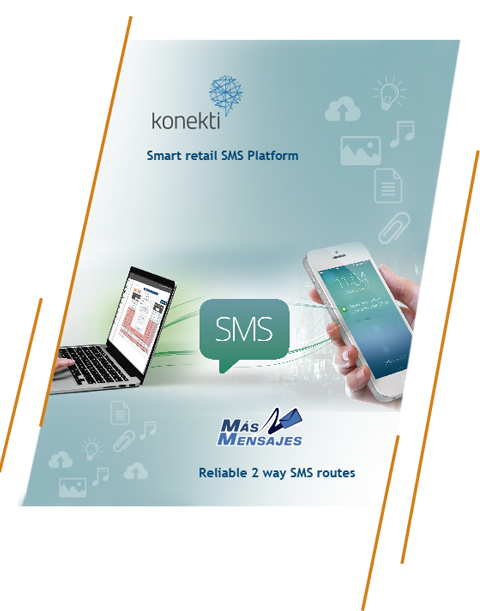 konekti
Smart retail SMS Platform
SMS
MÁS
MENSAJES
Reliable 2 way SMS routes